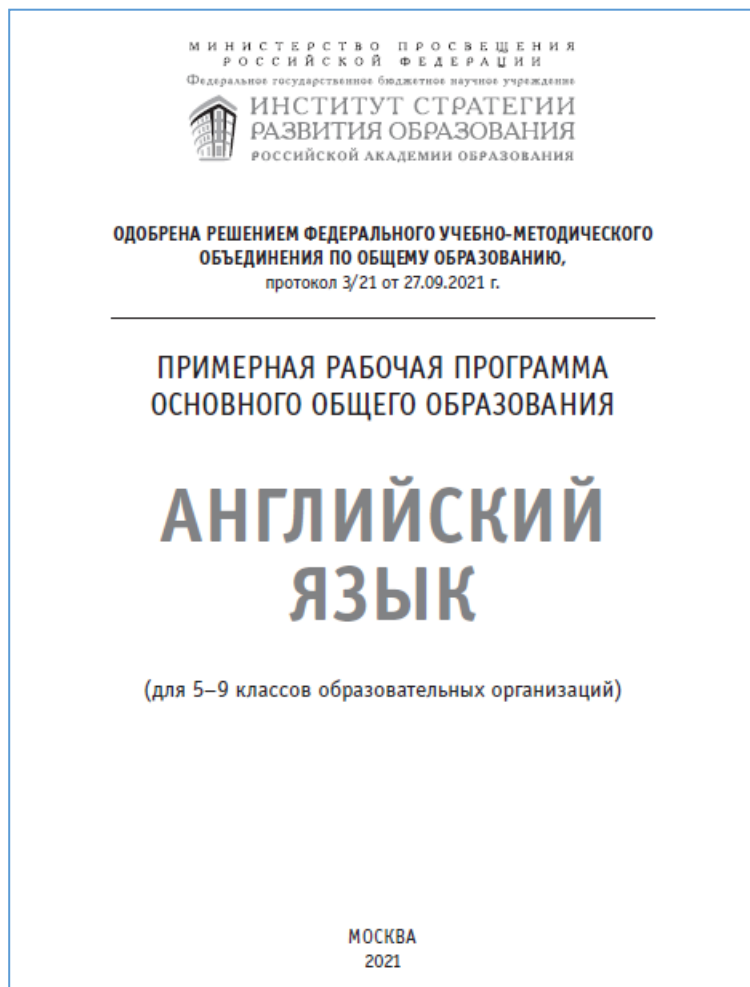 МИНИСТЕРСТВО ПРОСВЕЩЕНИЯ
РОССИЙСКОЙ ФЕДЕРАЦИИ
Федеральное государственное бюджетное научное учреждение
ИНСТИТУТ СТРАТЕГИИ
РАЗВИТИЯ ОБРАЗОВАНИЯ
РОССИЙСКОЙ АКАДЕМИИ ОБРАЗОВАНИЯ
ОДОБРЕНА РЕШЕНИЕМ ФЕДЕРАЛЬНОГО УЧЕБНО-МЕТОДИЧЕСКОГО
ОБЪЕДИНЕНИЯ ПО ОБЩЕМУ ОБРАЗОВАНИЮ,
протокол 3/21 от 27.09.2021 г.
ПРИМЕРНАЯ РАБОЧАЯ ПРОГРАММА
ОСНОВНОГО ОБЩЕГО ОБРАЗОВАНИЯ
АНГЛИЙСКИЙ
ЯЗЫК
(для 5–9 классов образовательных организаций)
МОСКВА
2021